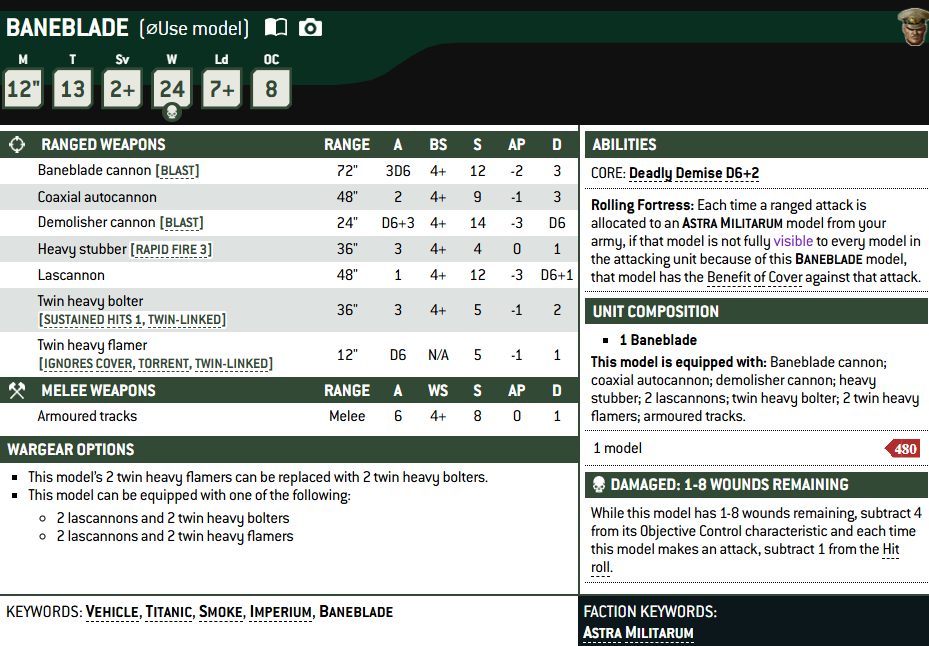 BANEBLADE (⌀Use model)
M T Sv W Ld OC
12" 13 2+ 24 7+ 8
RANGED WEAPONS RANGE A BS S AP D
Baneblade cannon [BLAST] 72" 3D6 4+ 12 -2 3
Coaxial autocannon 48" 2 4+ 9 -1 3
Demolisher cannon [BLAST] 24" D6+3 4+ 14 -3 D6
Heavy stubber [RAPID FIRE 3] 36" 3 4+ 4 0 1
Lascannon 48" 1 4+ 12 -3 D6+1
Twin heavy bolter
[SUSTAINED HITS 1, TWIN-LINKED] 36" 3 4+ 5 -1 2
Twin heavy flamer
[IGNORES COVER, TORRENT, TWIN-LINKED] 12" D6 N/A 5 -1 1
MELEE WEAPONS RANGE A WS S AP D
Armoured tracks Melee 6 4+ 8 0 1
WARGEAR OPTIONS
▪ This model's 2 twin heavy flamers can be replaced with 2 twin heavy bolters.
▪ This model can be equipped with one of the following:
○ 2 lascannons and 2 twin heavy bolters
○ 2 lascannons and 2 twin heavy flamers
ABILITIES
CORE: Deadly Demise D6+2
Rolling Fortress: Each time a ranged attack is
allocated to an ASTRA MILITARUM model from your
army, if that model is not fully visible to every model in
the attacking unit because of this BANEBLADE model,
that model has the Benefit of Cover against that attack.
UNIT COMPOSITION
▪ 1 Baneblade
This model is equipped with: Baneblade cannon;
coaxial autocannon; demolisher cannon; heavy
stubber; 2 lascannons; twin heavy bolter; 2 twin heavy
flamers; armoured tracks.
1 model 480
DAMAGED: 1-8 WOUNDS REMAINING
While this model has 1-8 wounds remaining, subtract 4
from its Objective Control characteristic and each time
this model makes an attack, subtract 1 from the Hit
roll.
KEYWORDS: VEHICLE, TITANIC, SMOKE, IMPERIUM, BANEBLADE
FACTION KEYWORDS:
ASTRA MILITARUM